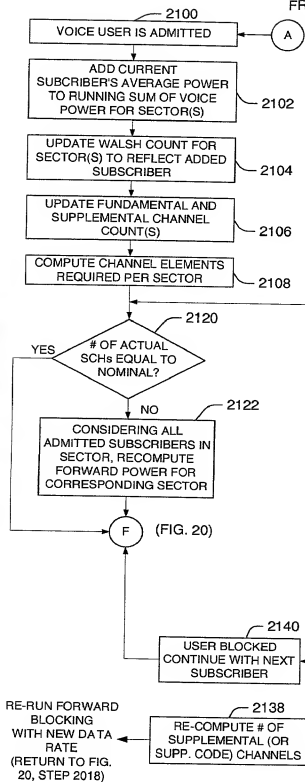 FR
2100
VOICE USER IS ADMITTED
A
ADD CURRENT
SUBCRIBER'S AVERAGE POWER
TO RUNNING SUM OF VOICE
POWER FOR SECTOR(S)
2102
UPDATE WALSH COUNT FOR
SECTOR(S) TO REFLECT ADDED
SUBSCRIBER
2104
UPDATE FUNDAMENTAL AND
SUPPLEMENTAL CHANNEL
COUNT(S)
2106
COMPUTE CHANNEL ELEMENTS
REQUIRED PER SECTOR
2108
2120
YES
# OF ACTUAL
SCHs EQUAL TO
NOMINAL?
NO
2122
CONSIDERING ALL
ADMITTED SUBSCRIBERS IN
SECTOR, RECOMPUTE
FORWARD POWER FOR
CORRESPONDING SECTOR
F
(FIG. 20)
2140
USER BLOCKED
CONTINUE WITH NEXT
SUBSCRIBER
RE-RUN FORWARD
BLOCKING
WITH NEW DATA
RATE
(RETURN TO FIG.
20, STEP 2018)
2138
RE-COMPUTE # OF
SUPPLEMENTAL (OR
SUPP. CODE) CHANNELS